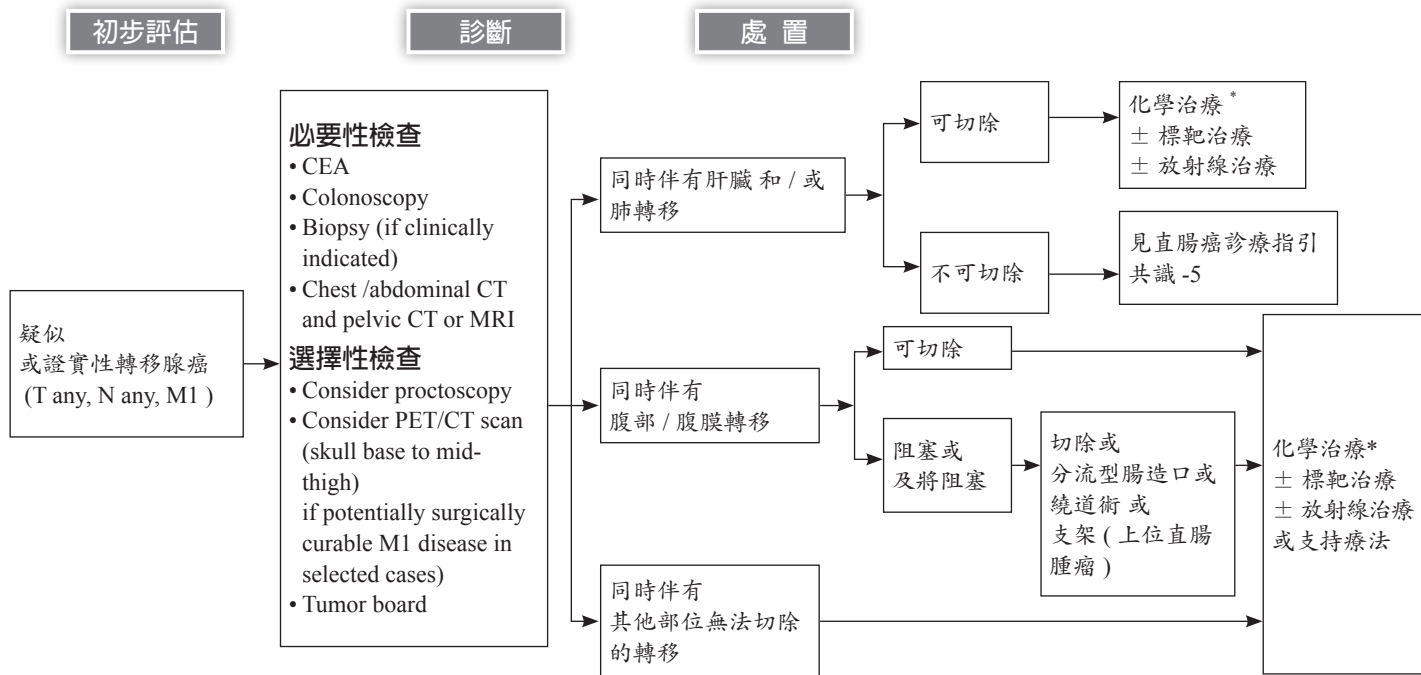 初步評估
診斷
處 置
疑似
或證實性轉移腺癌
(T any, N any, M1 )
必要性檢查
• CEA
• Colonoscopy
• Biopsy (if clinically
indicated)
• Chest /abdominal CT
and pelvic CT or MRI
選擇性檢查
• Consider proctoscopy
• Consider PET/CT scan
(skull base to mid-
thigh)
if potentially surgically
curable M1 disease in
selected cases)
• Tumor board
同時伴有肝臟 和 / 或
肺轉移
可切除
化學治療 *
± 標靶治療
± 放射線治療
不可切除
見直腸癌診療指引
共識 -5
同時伴有
腹部 / 腹膜轉移
可切除
阻塞或
及將阻塞
切除或
分流型腸造口或
繞道術 或
支架 ( 上位直腸
腫瘤 )
同時伴有
其他部位無法切除
的轉移
化學治療*
± 標靶治療
± 放射線治療
或支持療法